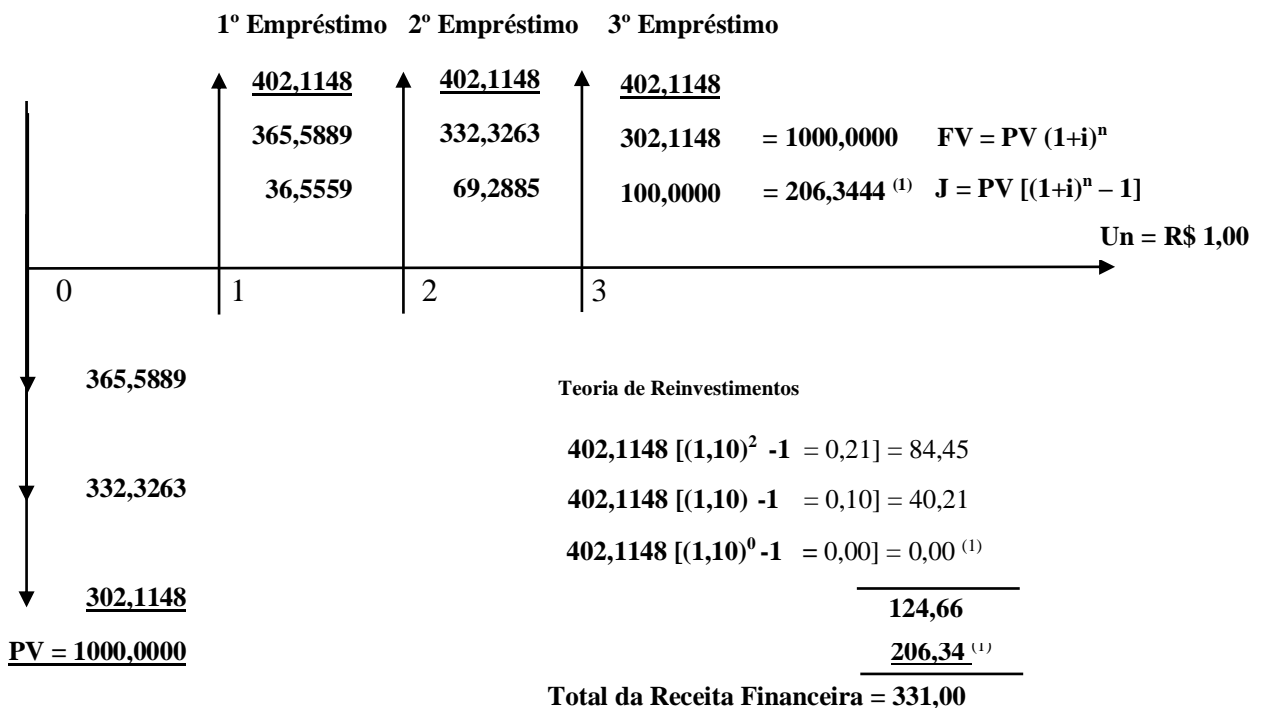 1º Empréstimo 2º Empréstimo 3º Empréstimo
402,1148 402,1148 402,1148
365,5889 332,3263 302,1148 = 1000,0000 FV = PV (1+i)ⁿ
36,5559 69,2885 100,0000 = 206,3444 ⁽¹⁾ J = PV [(1+i)ⁿ – 1]
Un = R$ 1,00
0 1 2 3
365,5889
Teoria de Reinvestimentos
402,1148 [(1,10)² -1 = 0,21] = 84,45
332,3263
402,1148 [(1,10) -1 = 0,10] = 40,21
402,1148 [(1,10)⁰ -1 = 0,00] = 0,00 ⁽¹⁾
302,1148
124,66
PV = 1000,0000
206,34 ⁽¹⁾
Total da Receita Financeira = 331,00